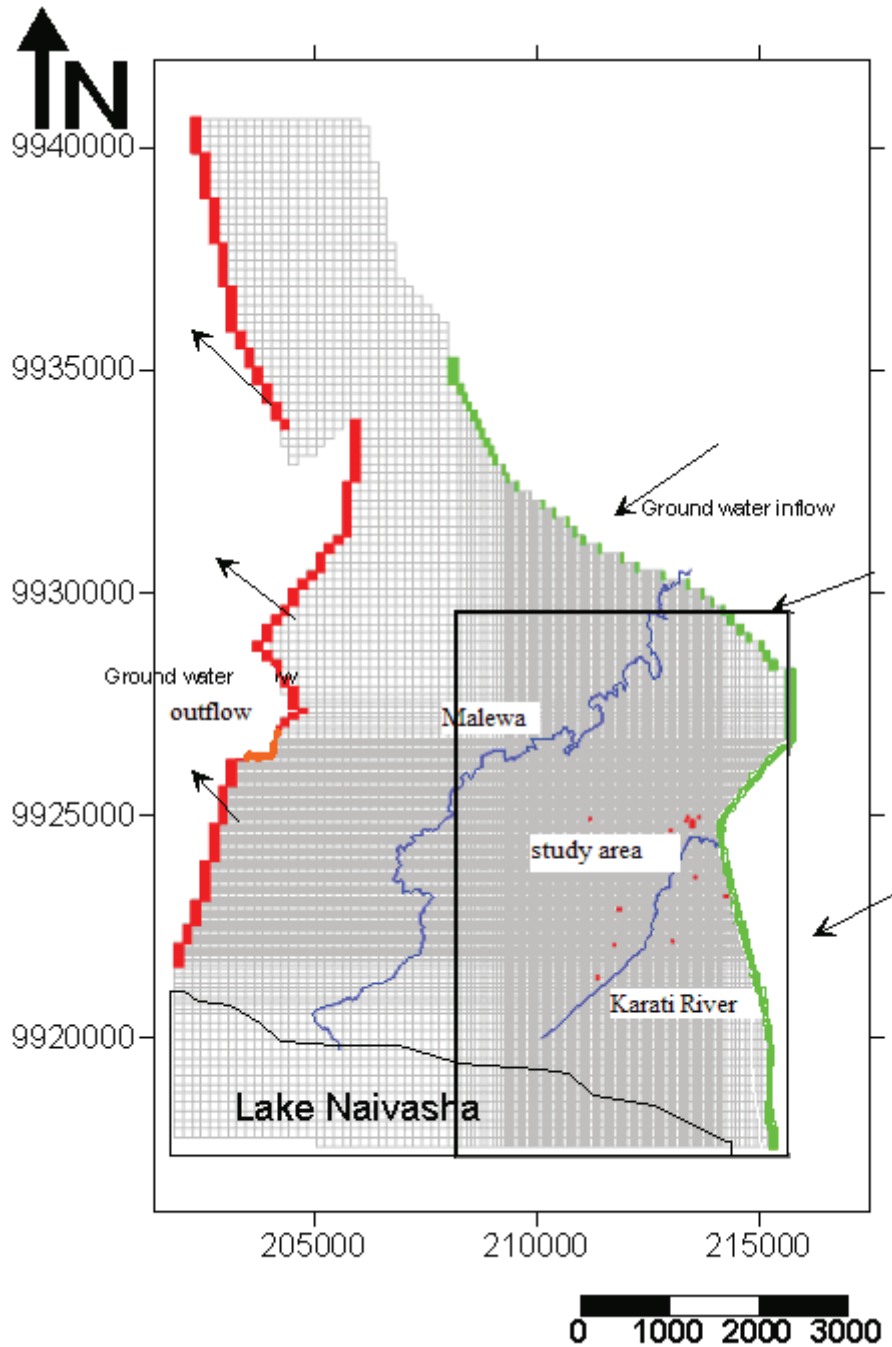 N
9940000
9935000
Ground water inflow
9930000
Ground water
outflow
Malewa
9925000
study area
Karati River
9920000
Lake Naivasha
205000 210000 215000
0 1000 2000 3000